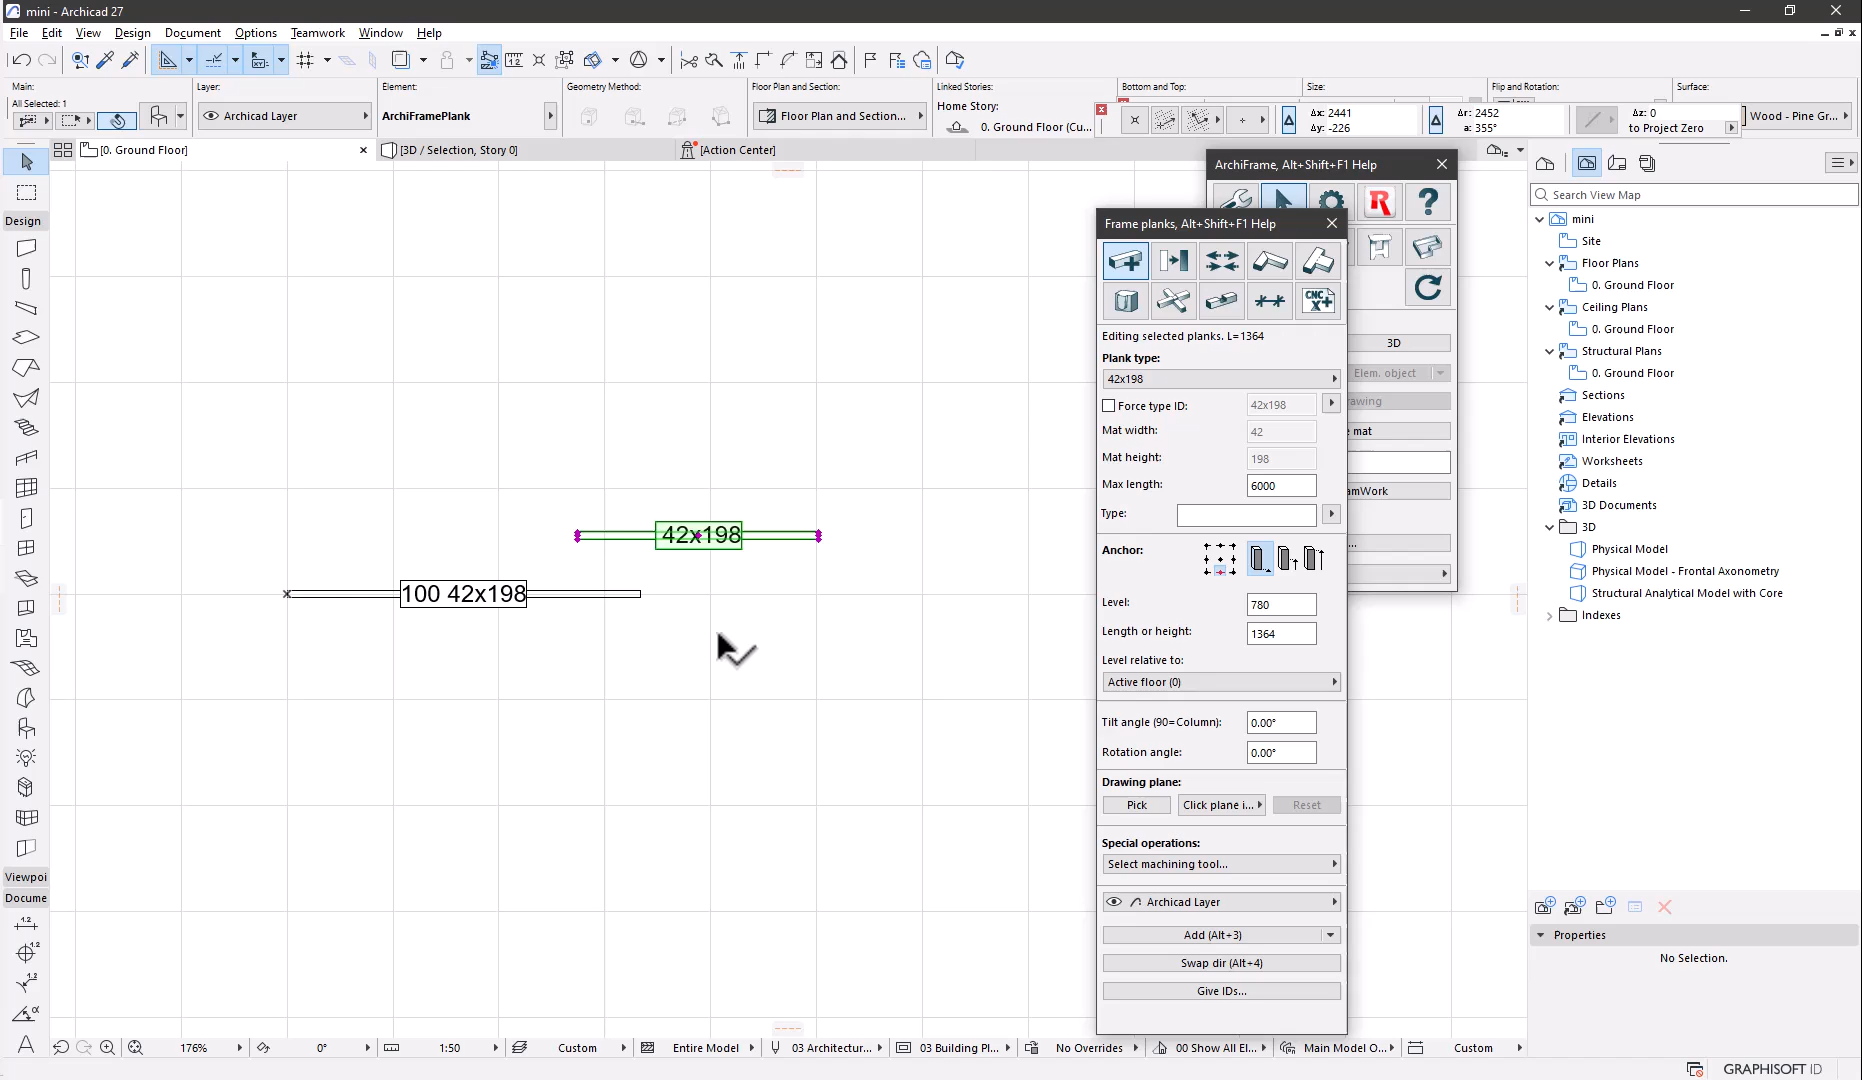 mini - Archicad 27
File Edit View Design Document Options Teamwork Window Help
Main:
All Selected: 1
Layer:
Archicad Layer
Element:
ArchiFramePlank
Geometry Method:
Floor Plan and Section:
Floor Plan and Section...
Linked Stories:
Home Story:
0. Ground Floor (Cu...
Bottom and Top:
Size:
Flip and Rotation:
Surface:
Δx: 2441
Δy: -226
Δr: 2452
a: 355°
Δz: 0
to Project Zero
Wood - Pine Gr...
[0. Ground Floor]
[3D / Selection, Story 0]
[Action Center]
Design
Viewpoi
Docume
42x198
100 42x198
ArchiFrame, Alt+Shift+F1 Help
3D
Elem. object
awing
e mat
amWork
...
Frame planks, Alt+Shift+F1 Help
CNC
X+
Editing selected planks. L=1364
Plank type:
42x198
Force type ID:
42x198
Mat width:
42
Mat height:
198
Max length:
6000
Type:
Anchor:
Level:
780
Length or height:
1364
Level relative to:
Active floor (0)
Tilt angle (90=Column):
0.00°
Rotation angle:
0.00°
Drawing plane:
Pick
Click plane i...
Reset
Special operations:
Select machining tool...
Archicad Layer
Add (Alt+3)
Swap dir (Alt+4)
Give IDs...
Search View Map
mini
Site
Floor Plans
0. Ground Floor
Ceiling Plans
0. Ground Floor
Structural Plans
0. Ground Floor
Sections
Elevations
Interior Elevations
Worksheets
Details
3D Documents
3D
Physical Model
Physical Model - Frontal Axonometry
Structural Analytical Model with Core
Indexes
Properties
No Selection.
176%
0°
1:50
Custom
Entire Model
03 Architectur...
03 Building Pl...
No Overrides
00 Show All El...
Main Model O...
Custom
GRAPHISOFT ID